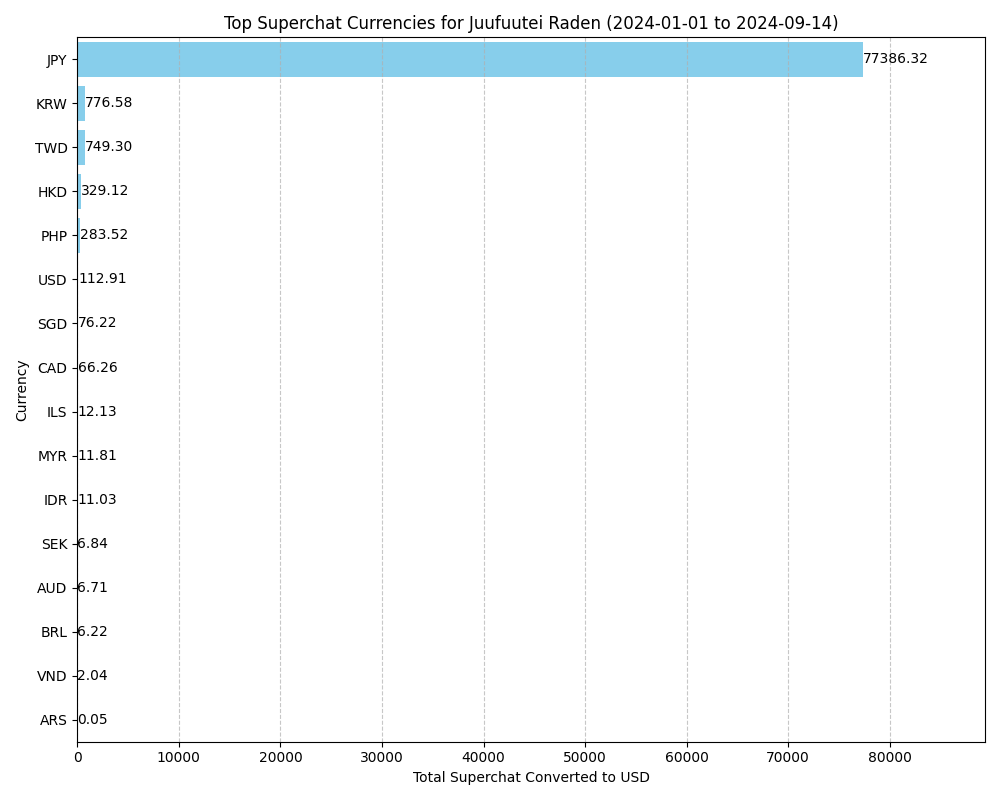 Top Superchat Currencies for Juufuutei Raden (2024-01-01 to 2024-09-14)
JPY 77386.32
KRW 776.58
TWD 749.30
HKD 329.12
PHP 283.52
USD 112.91
SGD 76.22
CAD 66.26
ILS 12.13
MYR 11.81
IDR 11.03
SEK 6.84
AUD 6.71
BRL 6.22
VND 2.04
ARS 0.05
Currency
0 10000 20000 30000 40000 50000 60000 70000 80000
Total Superchat Converted to USD